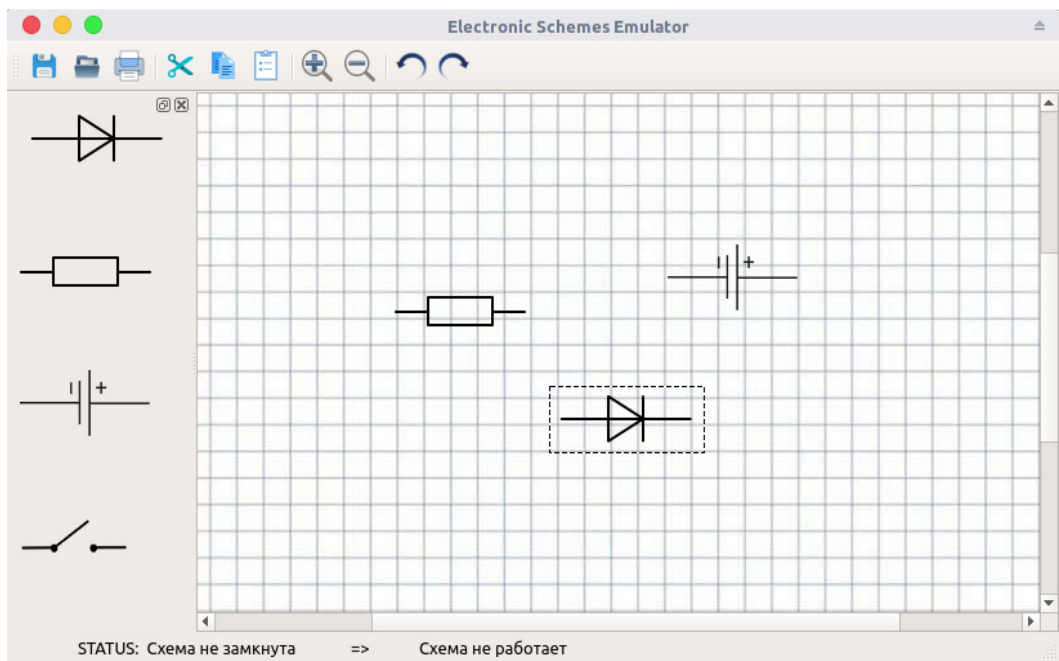 Electronic Schemes Emulator
+
+
STATUS: Схема не замкнута => Схема не работает